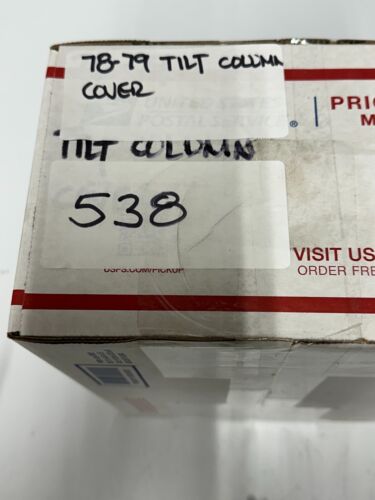 78-79 TILT COLUMN
COVER
UNITED STATES
POSTAL SERVICE®
PRIO
M
TILT COLUMN
538
VISIT US
USPS.COM/PICKUP
ORDER FRE